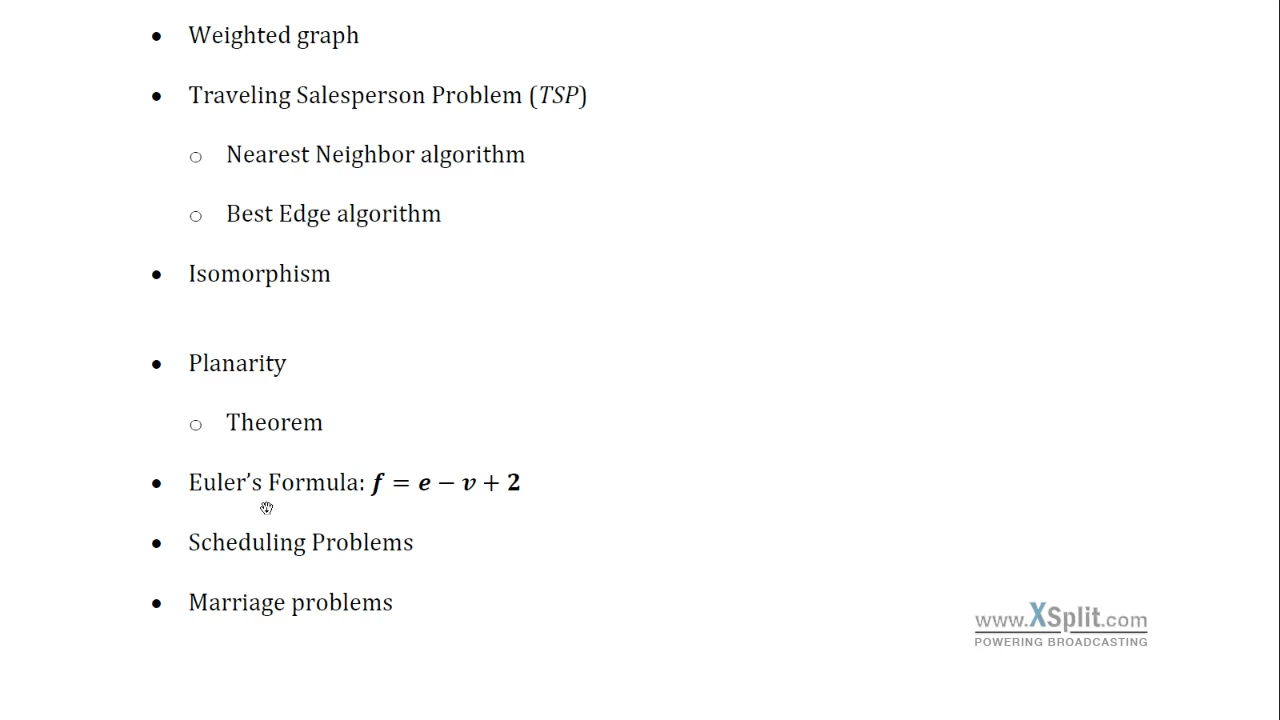 • Weighted graph
• Traveling Salesperson Problem (TSP)
○ Nearest Neighbor algorithm
○ Best Edge algorithm
• Isomorphism
• Planarity
○ Theorem
• Euler’s Formula: f = e − v + 2
• Scheduling Problems
• Marriage problems
www.XSplit.com
POWERING BROADCASTING